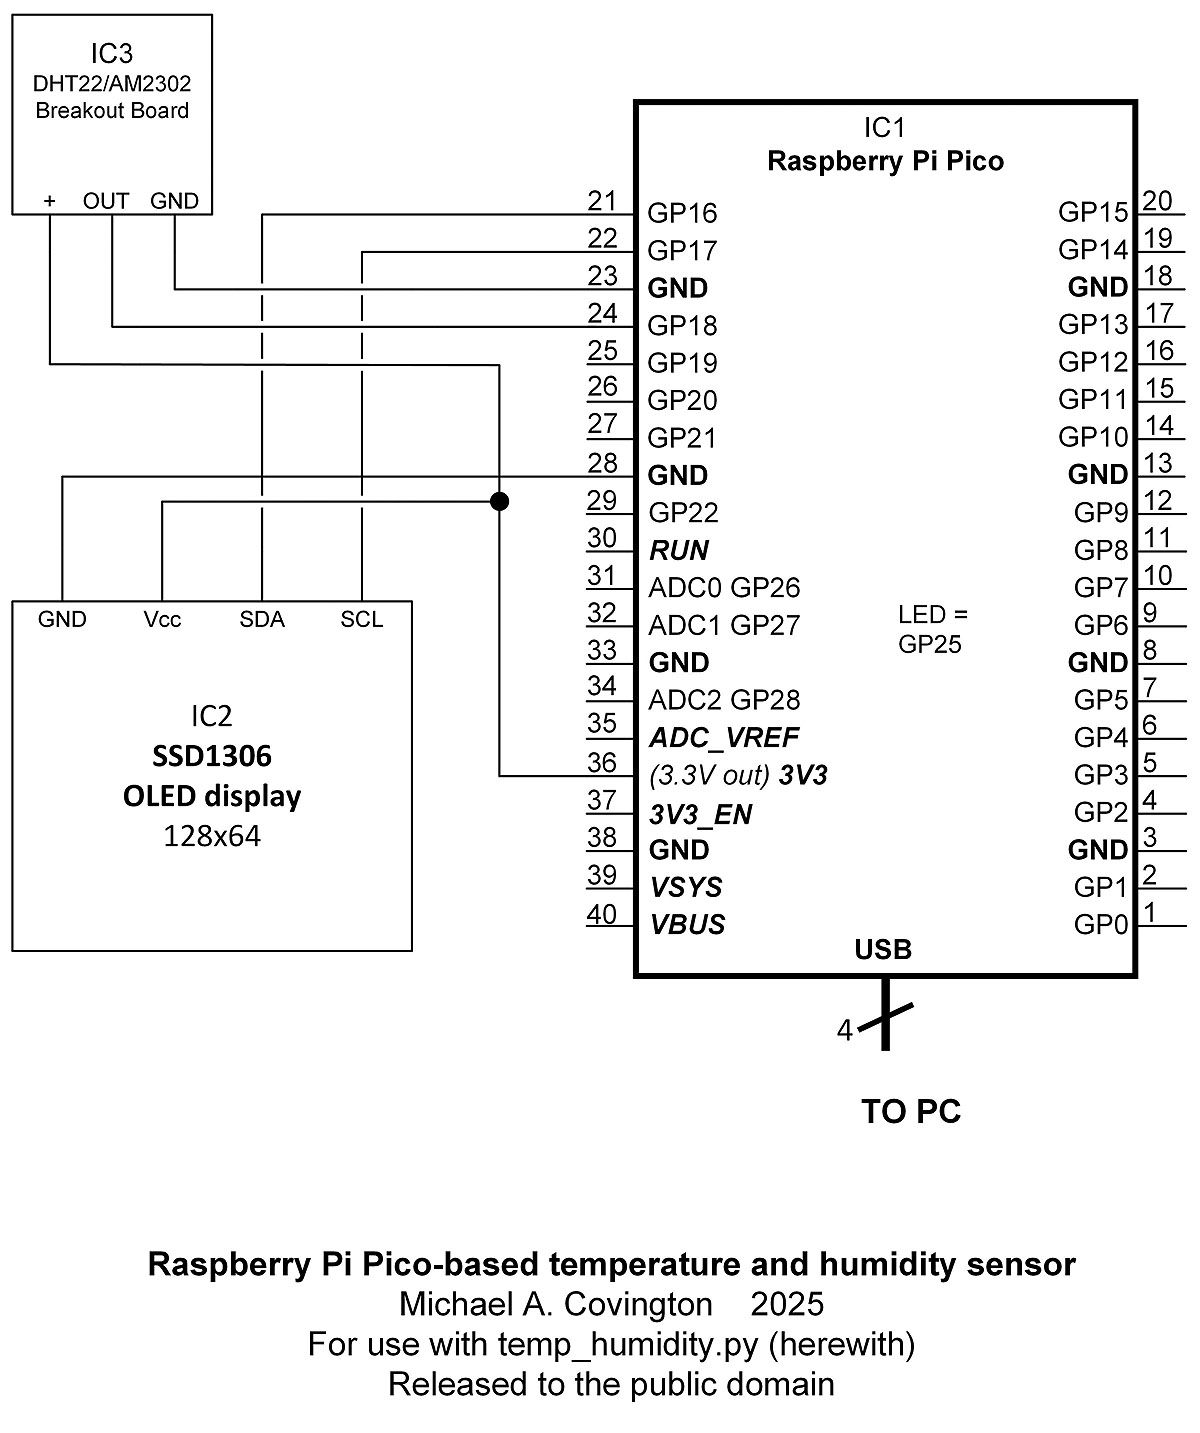 IC3
DHT22/AM2302
Breakout Board
+ OUT GND
IC1
Raspberry Pi Pico
21 GP16 GP15 20
22 GP17 GP14 19
23 GND GND 18
24 GP18 GP13 17
25 GP19 GP12 16
26 GP20 GP11 15
27 GP21 GP10 14
28 GND GND 13
29 GP22 GP9 12
30 RUN GP8 11
31 ADC0 GP26 GP7 10
32 ADC1 GP27 GP6 9
33 GND GND 8
34 ADC2 GP28 GP5 7
35 ADC_VREF GP4 6
36 (3.3V out) 3V3 GP3 5
37 3V3_EN GP2 4
38 GND GND 3
39 VSYS GP1 2
40 VBUS GP0 1
LED =
GP25
USB
4
TO PC
GND Vcc SDA SCL
IC2
SSD1306
OLED display
128x64
Raspberry Pi Pico-based temperature and humidity sensor
Michael A. Covington 2025
For use with temp_humidity.py (herewith)
Released to the public domain